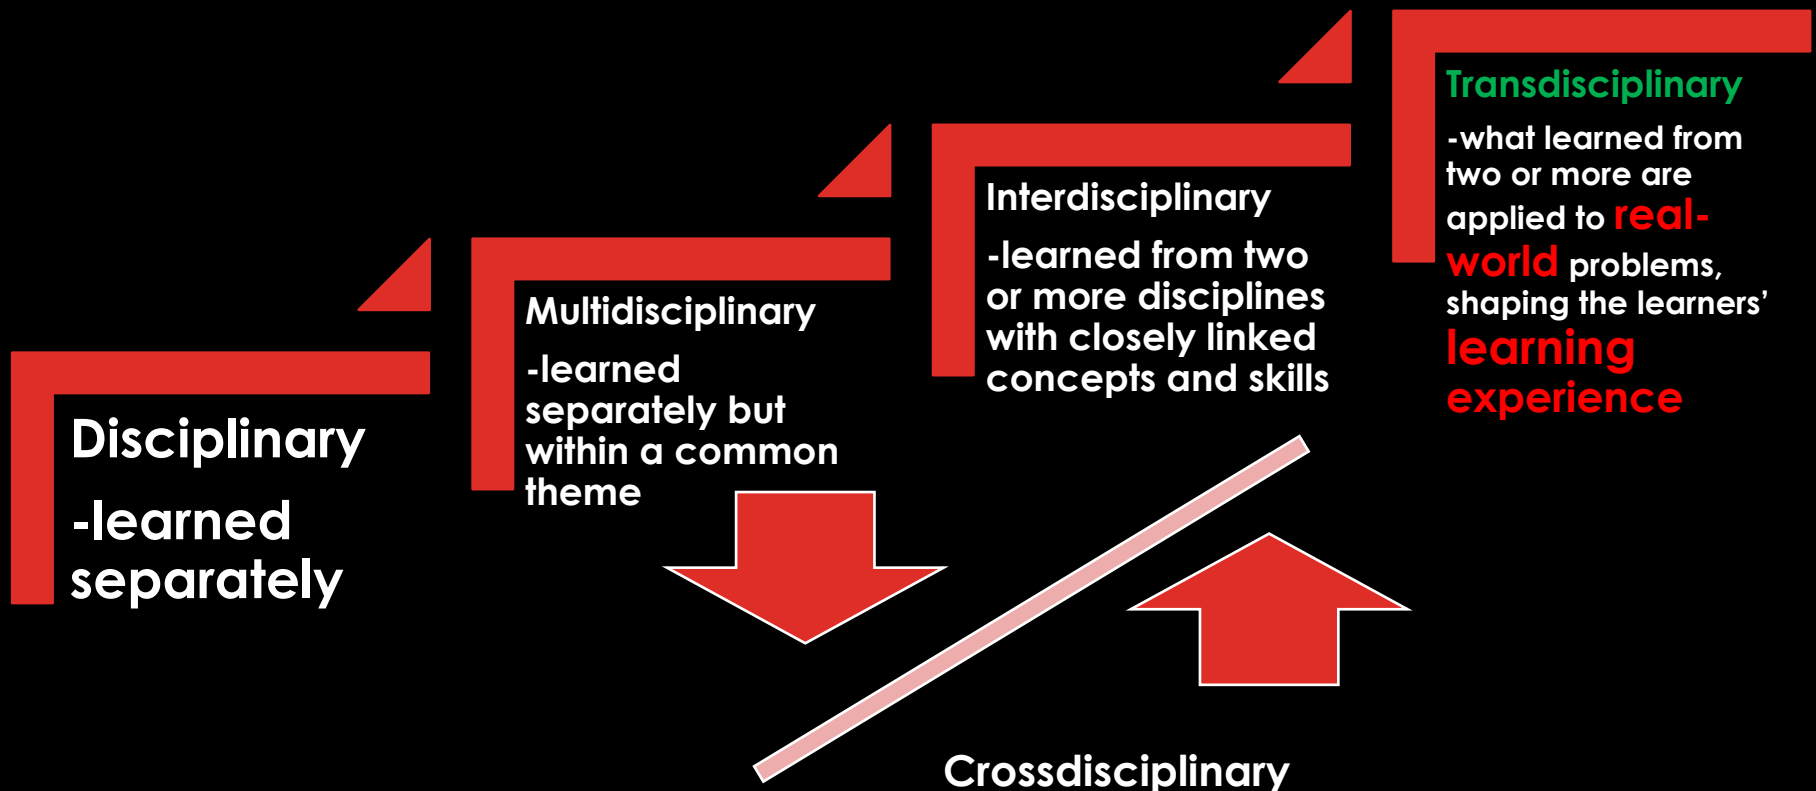 Disciplinary
-learned
separately
Multidisciplinary
-learned
separately but
within a common
theme
Interdisciplinary
-learned from two
or more disciplines
with closely linked
concepts and skills
Transdisciplinary
-what learned from
two or more are
applied to real-
world problems,
shaping the learners’
learning
experience
Crossdisciplinary